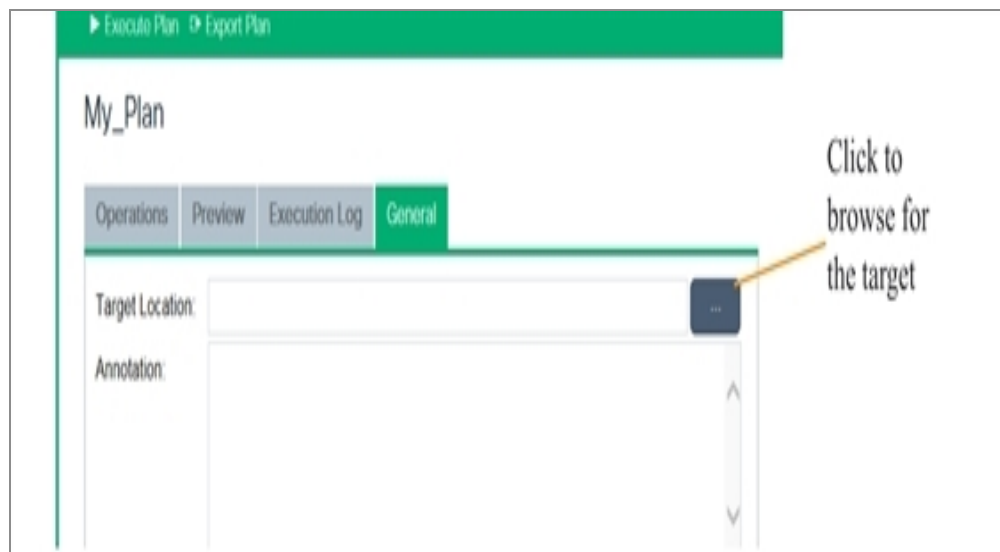 Execute Plan Export Plan
My_Plan
Operations Preview Execution Log General
Click to
browse for
the target
Target Location:
...
Annotation: